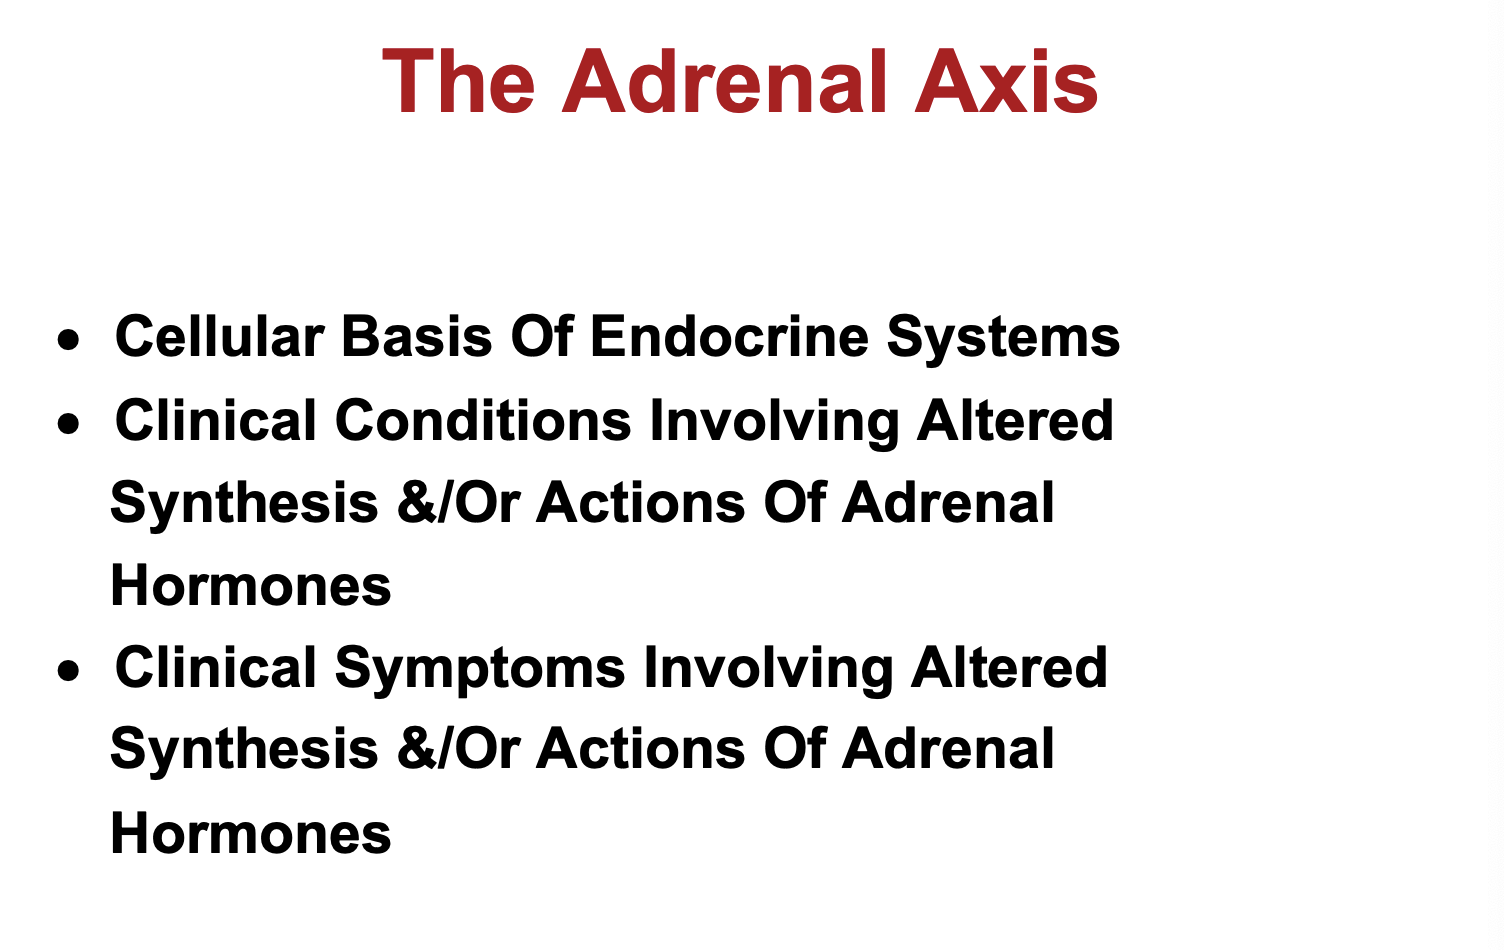 The Adrenal Axis
• Cellular Basis Of Endocrine Systems
• Clinical Conditions Involving Altered
Synthesis &/Or Actions Of Adrenal
Hormones
• Clinical Symptoms Involving Altered
Synthesis &/Or Actions Of Adrenal
Hormones